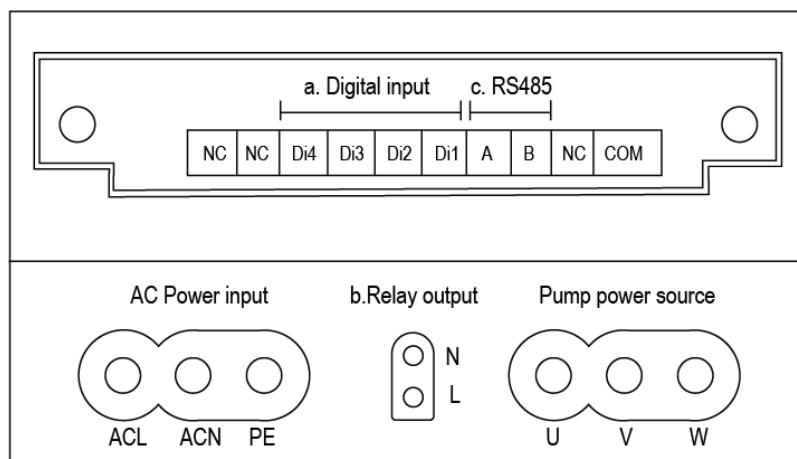 a. Digital input c. RS485
NC NC Di4 Di3 Di2 Di1 A B NC COM
AC Power input b.Relay output Pump power source
N
L
ACL ACN PE U V W